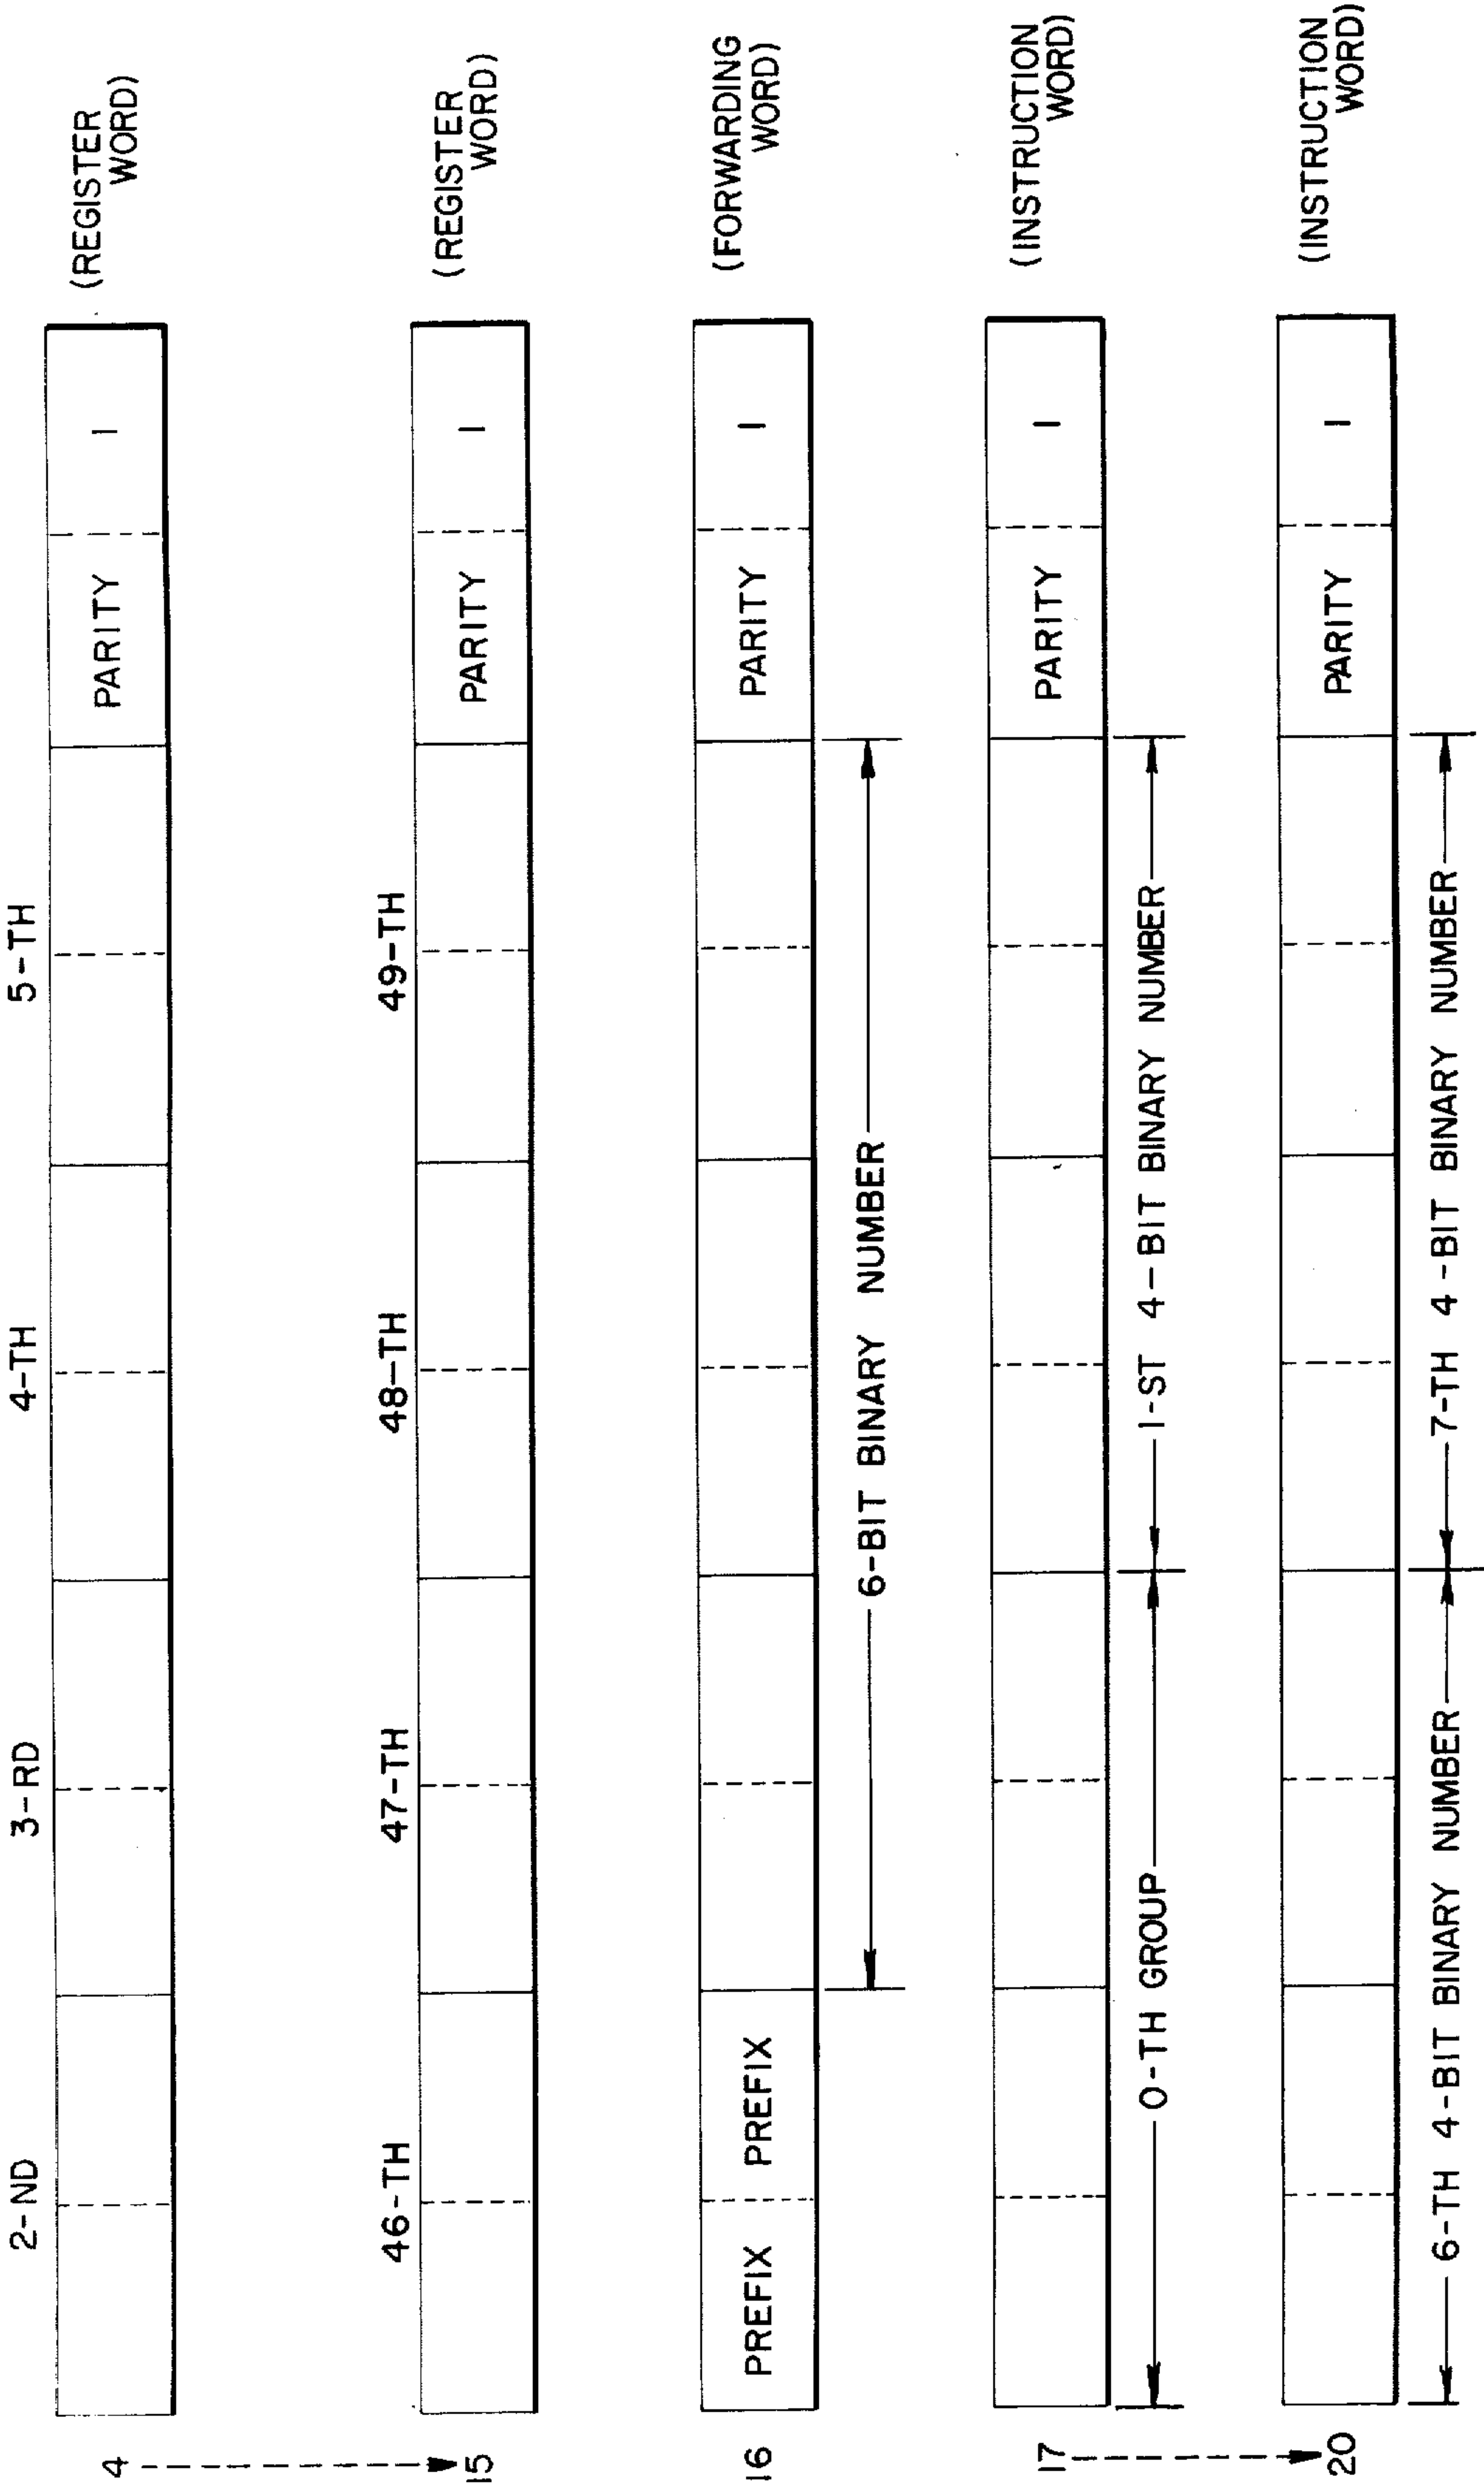 2-ND 3-RD 4-TH 5-TH
4 PARITY 1 (REGISTER
WORD)
46-TH 47-TH 48-TH 49-TH
15 PARITY 1 (REGISTER
WORD)
16 PREFIX PREFIX PARITY 1 (FORWARDING
WORD)
6-BIT BINARY NUMBER
17 PARITY 1 (INSTRUCTION
WORD)
0-TH GROUP 1-ST 4-BIT BINARY NUMBER
20 PARITY 1 (INSTRUCTION
WORD)
6-TH 4-BIT BINARY NUMBER 7-TH 4-BIT BINARY NUMBER